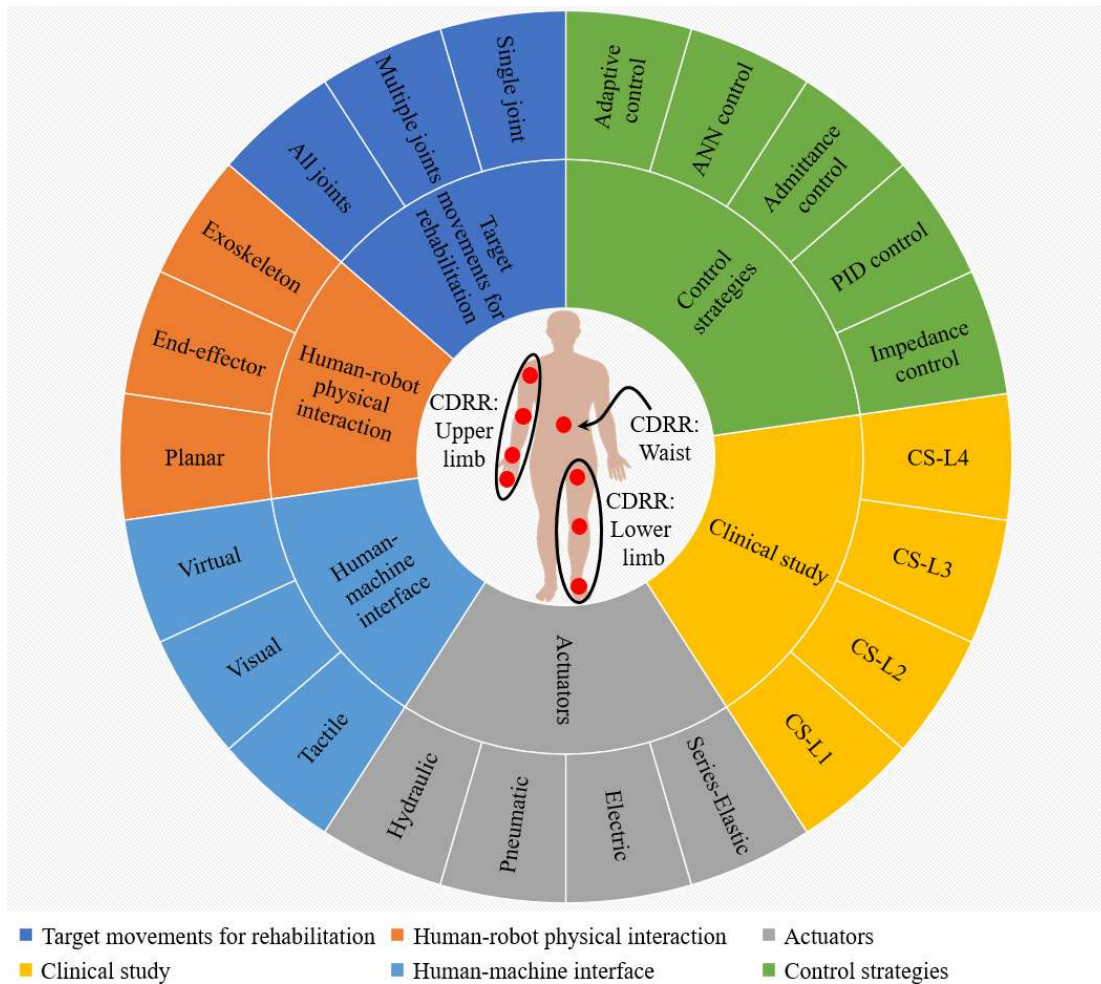 Single joint
Multiple joints
All joints
Target
movements for
rehabilitation
Adaptive
control
ANN control
Admittance
control
PID control
Impedance
control
Control
strategies
Exoskeleton
End-effector
Planar
Human-robot
physical
interaction
CDRR:
Upper
limb
CDRR:
Waist
CDRR:
Lower
limb
CS-L4
CS-L3
CS-L2
CS-L1
Clinical study
Virtual
Visual
Tactile
Human-
machine
interface
Actuators
Hydraulic
Pneumatic
Electric
Series-Elastic
Target movements for rehabilitation
Human-robot physical interaction
Actuators
Clinical study
Human-machine interface
Control strategies